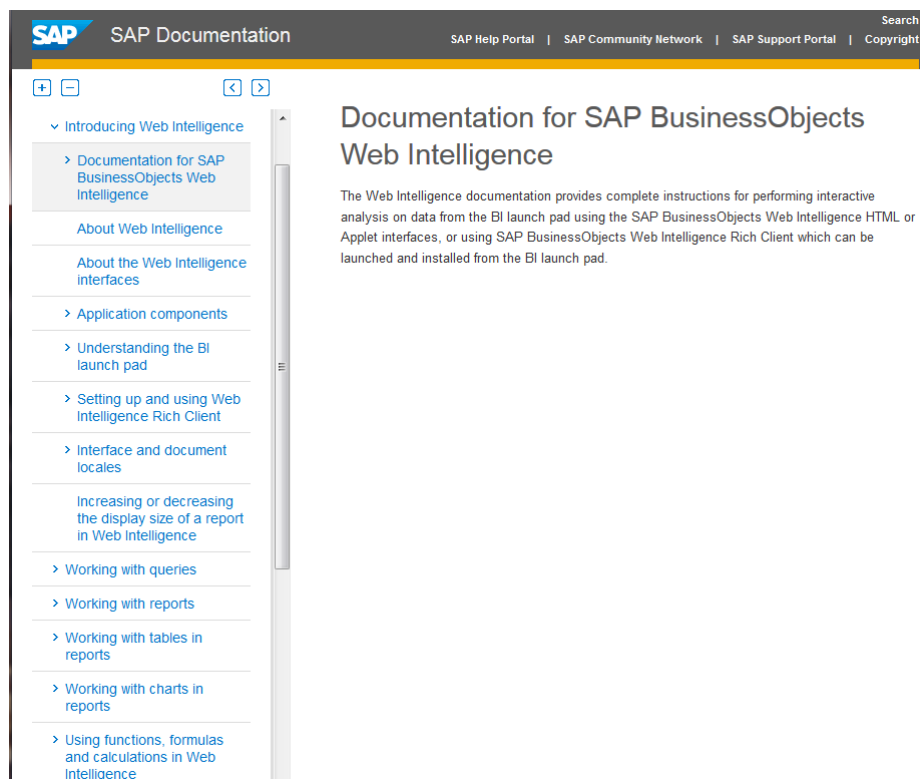 SAP SAP Documentation
Search
SAP Help Portal | SAP Community Network | SAP Support Portal | Copyright
Introducing Web Intelligence
Documentation for SAP
BusinessObjects Web
Intelligence
About Web Intelligence
About the Web Intelligence
interfaces
Application components
Understanding the BI
launch pad
Setting up and using Web
Intelligence Rich Client
Interface and document
locales
Increasing or decreasing
the display size of a report
in Web Intelligence
Working with queries
Working with reports
Working with tables in
reports
Working with charts in
reports
Using functions, formulas
and calculations in Web
Intelligence
Documentation for SAP BusinessObjects
Web Intelligence
The Web Intelligence documentation provides complete instructions for performing interactive
analysis on data from the BI launch pad using the SAP BusinessObjects Web Intelligence HTML or
Applet interfaces, or using SAP BusinessObjects Web Intelligence Rich Client which can be
launched and installed from the BI launch pad.